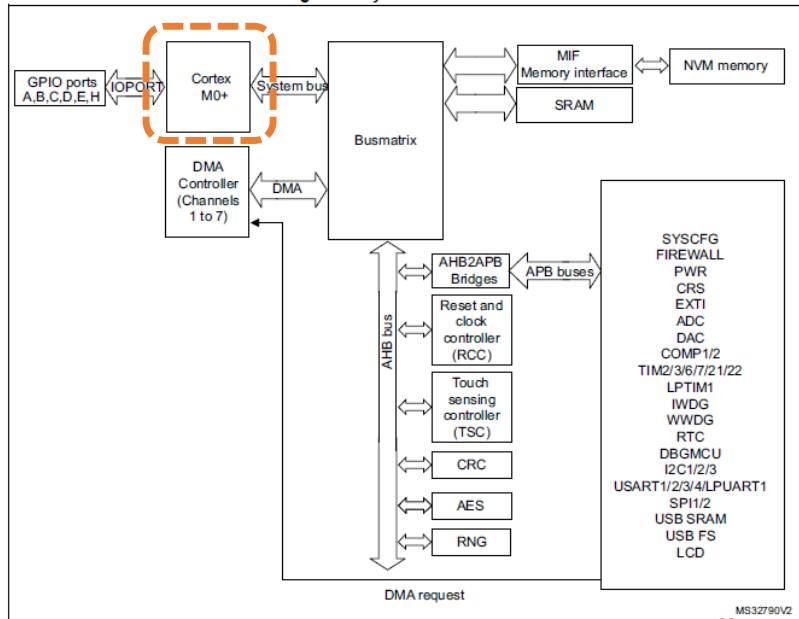 GPIO ports
A,B,C,D,E,H
IOPORT
Cortex
M0+
System bus
Busmatrix
MIF
Memory interface
NVM memory
SRAM
DMA
Controller
(Channels
1 to 7)
DMA
AHB bus
AHB2APB
Bridges
APB buses
Reset and
clock
controller
(RCC)
Touch
sensing
controller
(TSC)
CRC
AES
RNG
SYSCFG
FIREWALL
PWR
CRS
EXTI
ADC
DAC
COMP1/2
TIM2/3/6/7/21/22
LPTIM1
IWDG
WWDG
RTC
DBGMCU
I2C1/2/3
USART1/2/3/4/LPUART1
SPI1/2
USB SRAM
USB FS
LCD
DMA request
MS32790V2